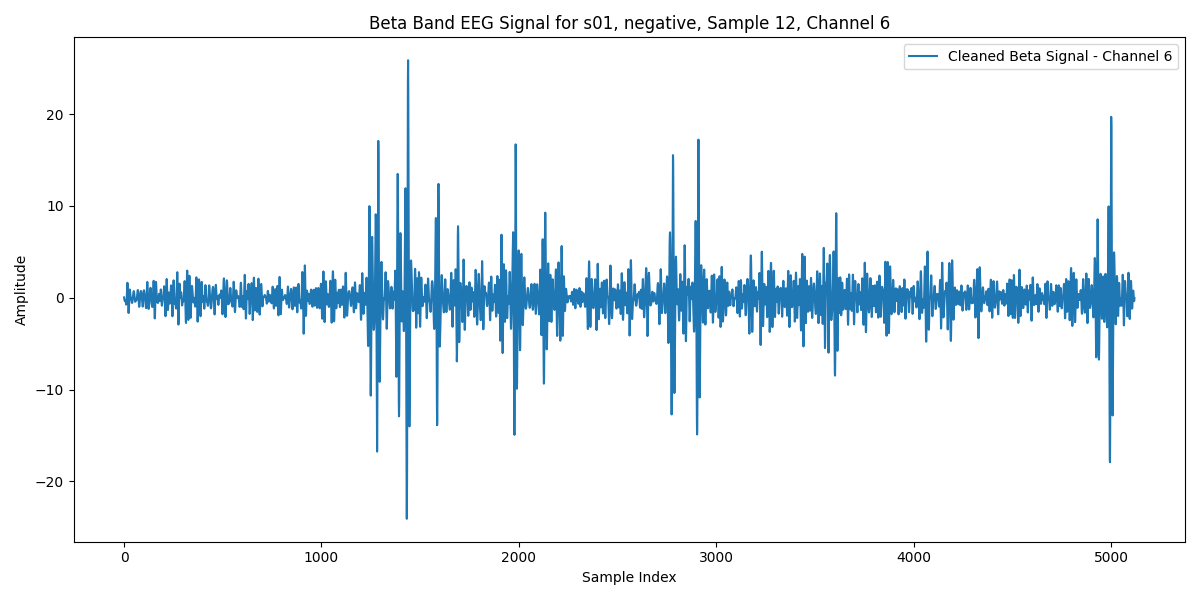 Beta Band EEG Signal for s01, negative, Sample 12, Channel 6
Cleaned Beta Signal - Channel 6
Amplitude
20
10
0
−10
−20
0 1000 2000 3000 4000 5000
Sample Index